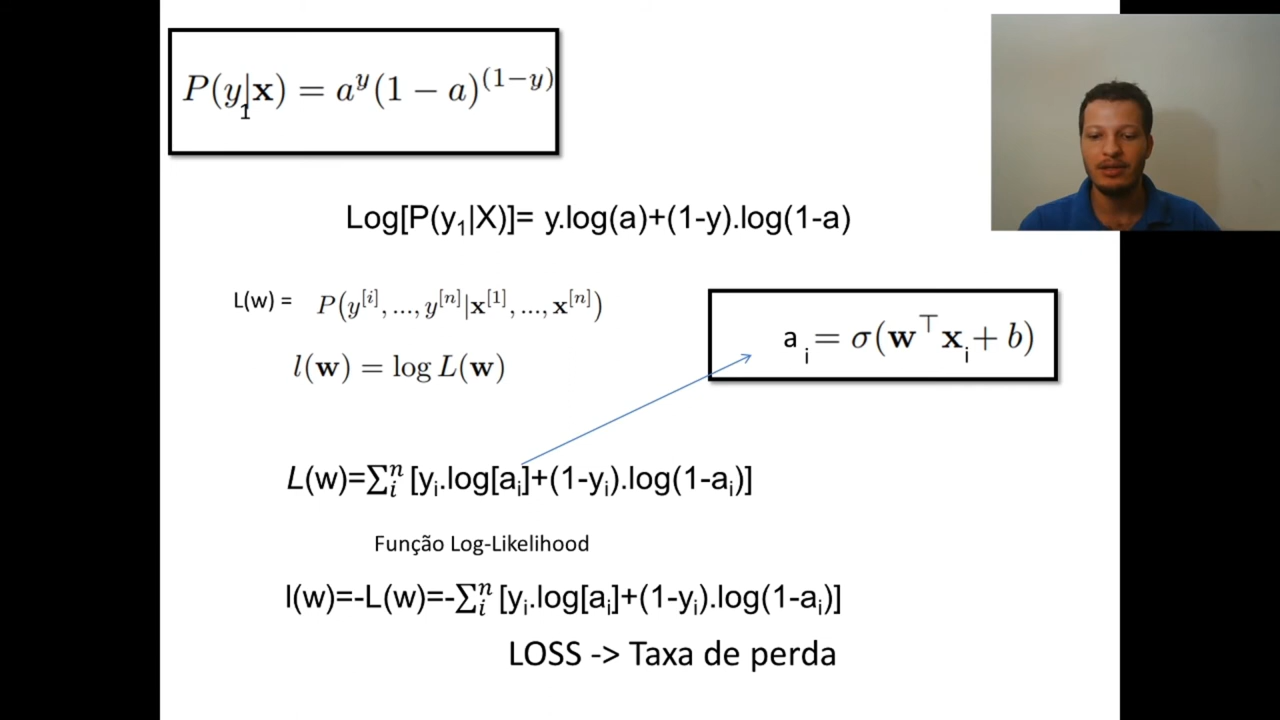 P(y₁|x) = a^y(1 − a)^(1−y)
Log[P(y₁|X)]= y.log(a)+(1-y).log(1-a)
L(w) = P(y^[i], ..., y^[n]|x^[1], ..., x^[n])
a_i = σ(w^⊤x_i + b)
l(w) = log L(w)
L(w)=∑_i^n [y_i.log[a_i]+(1-y_i).log(1-a_i)]
Função Log-Likelihood
l(w)=-L(w)=-∑_i^n [y_i.log[a_i]+(1-y_i).log(1-a_i)]
LOSS -> Taxa de perda